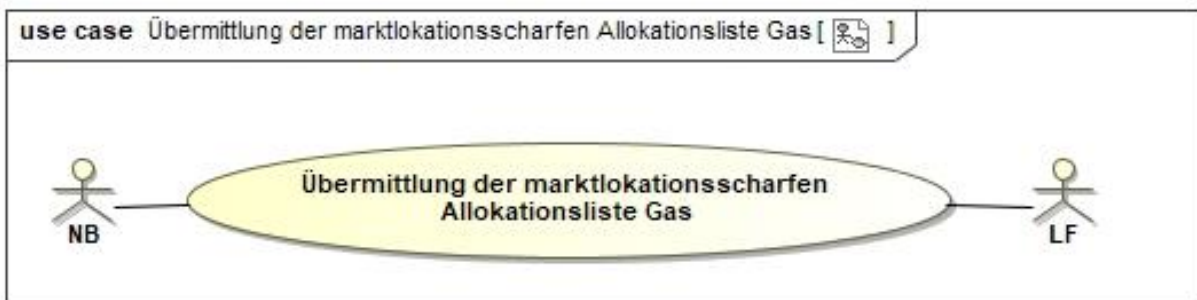 use case Übermittlung der marktlokationsscharfen Allokationsliste Gas [ ]
Übermittlung der marktlokationsscharfen
Allokationsliste Gas
NB
LF